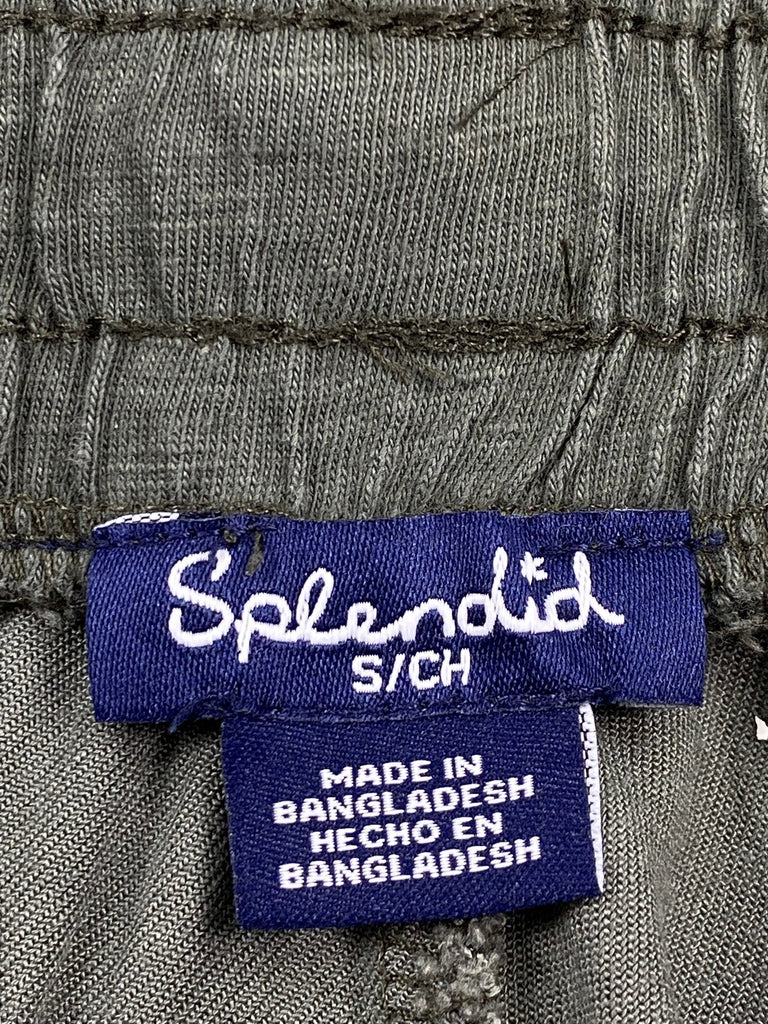 Splendid
S/CH
MADE IN
BANGLADESH
HECHO EN
BANGLADESH